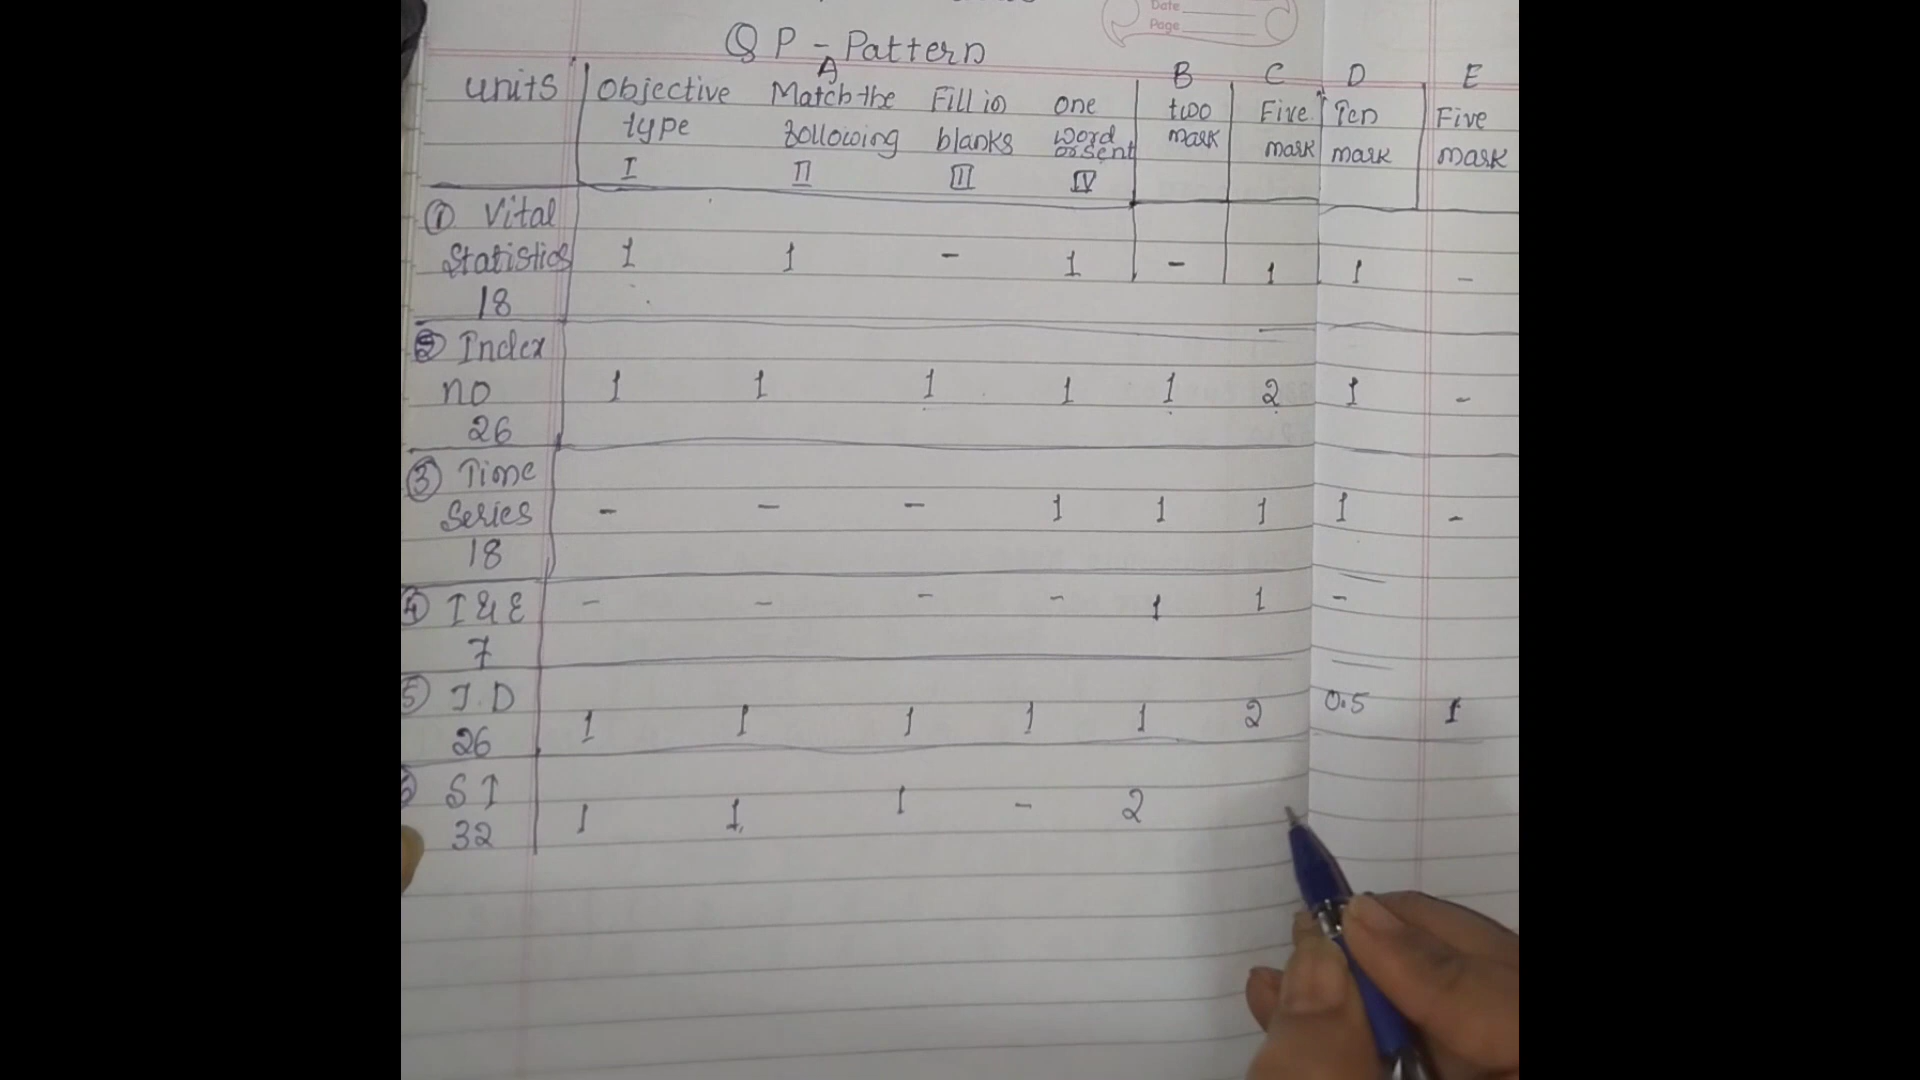 Date
Page
QP - Pattern
A B C D E
units Objective Match the Fill in one two Five Ten Five
type following blanks word or sent mark mark mark mark
I II III IV
① Vital
Statistics 1 1 - 1 - 1 1 -
18
② Index
no 1 1 1 1 1 2 1 -
26
③ Time
Series - - - 1 1 1 1 -
18
④ I & E - - - - 1 1 -
7
⑤ I.D 1 1 1 1 1 2 0.5 1
26
S I 1 1 1 - 2
32